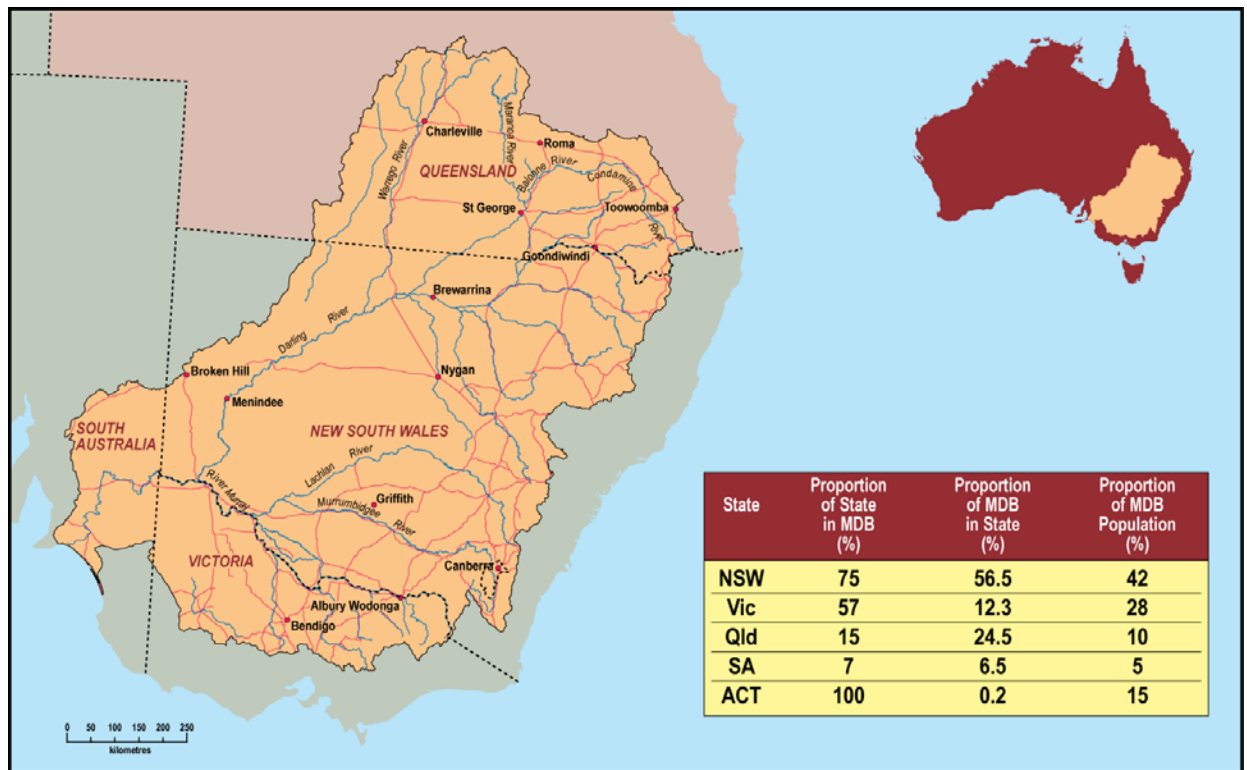 Charleville
Roma
Maranoa River
Warrego River
QUEENSLAND
Balonne River
Condamine
River
St George
Toowoomba
Goondiwindi
Brewarrina
Darling River
Broken Hill
Nygan
Menindee
SOUTH
AUSTRALIA
NEW SOUTH WALES
Lachlan River
River Murray
Griffith
Murrumbidgee River
VICTORIA
Canberra
Albury Wodonga
Bendigo
0 50 100 150 200 250
kilometres
State
Proportion
of State
in MDB
(%)
Proportion
of MDB
in State
(%)
Proportion
of MDB
Population
(%)
NSW 75 56.5 42
Vic 57 12.3 28
Qld 15 24.5 10
SA 7 6.5 5
ACT 100 0.2 15